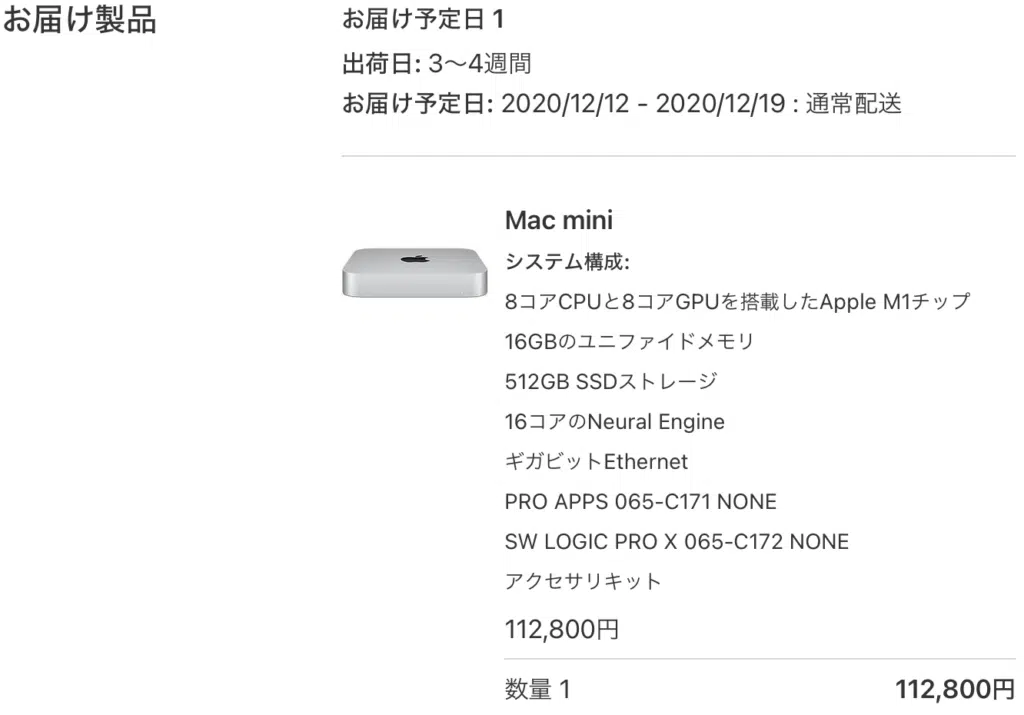 お届け製品
お届け予定日 1
出荷日: 3〜4週間
お届け予定日: 2020/12/12 - 2020/12/19 : 通常配送
Mac mini
システム構成:
8コアCPUと8コアGPUを搭載したApple M1チップ
16GBのユニファイドメモリ
512GB SSDストレージ
16コアのNeural Engine
ギガビットEthernet
PRO APPS 065-C171 NONE
SW LOGIC PRO X 065-C172 NONE
アクセサリキット
112,800円
数量 1 112,800円